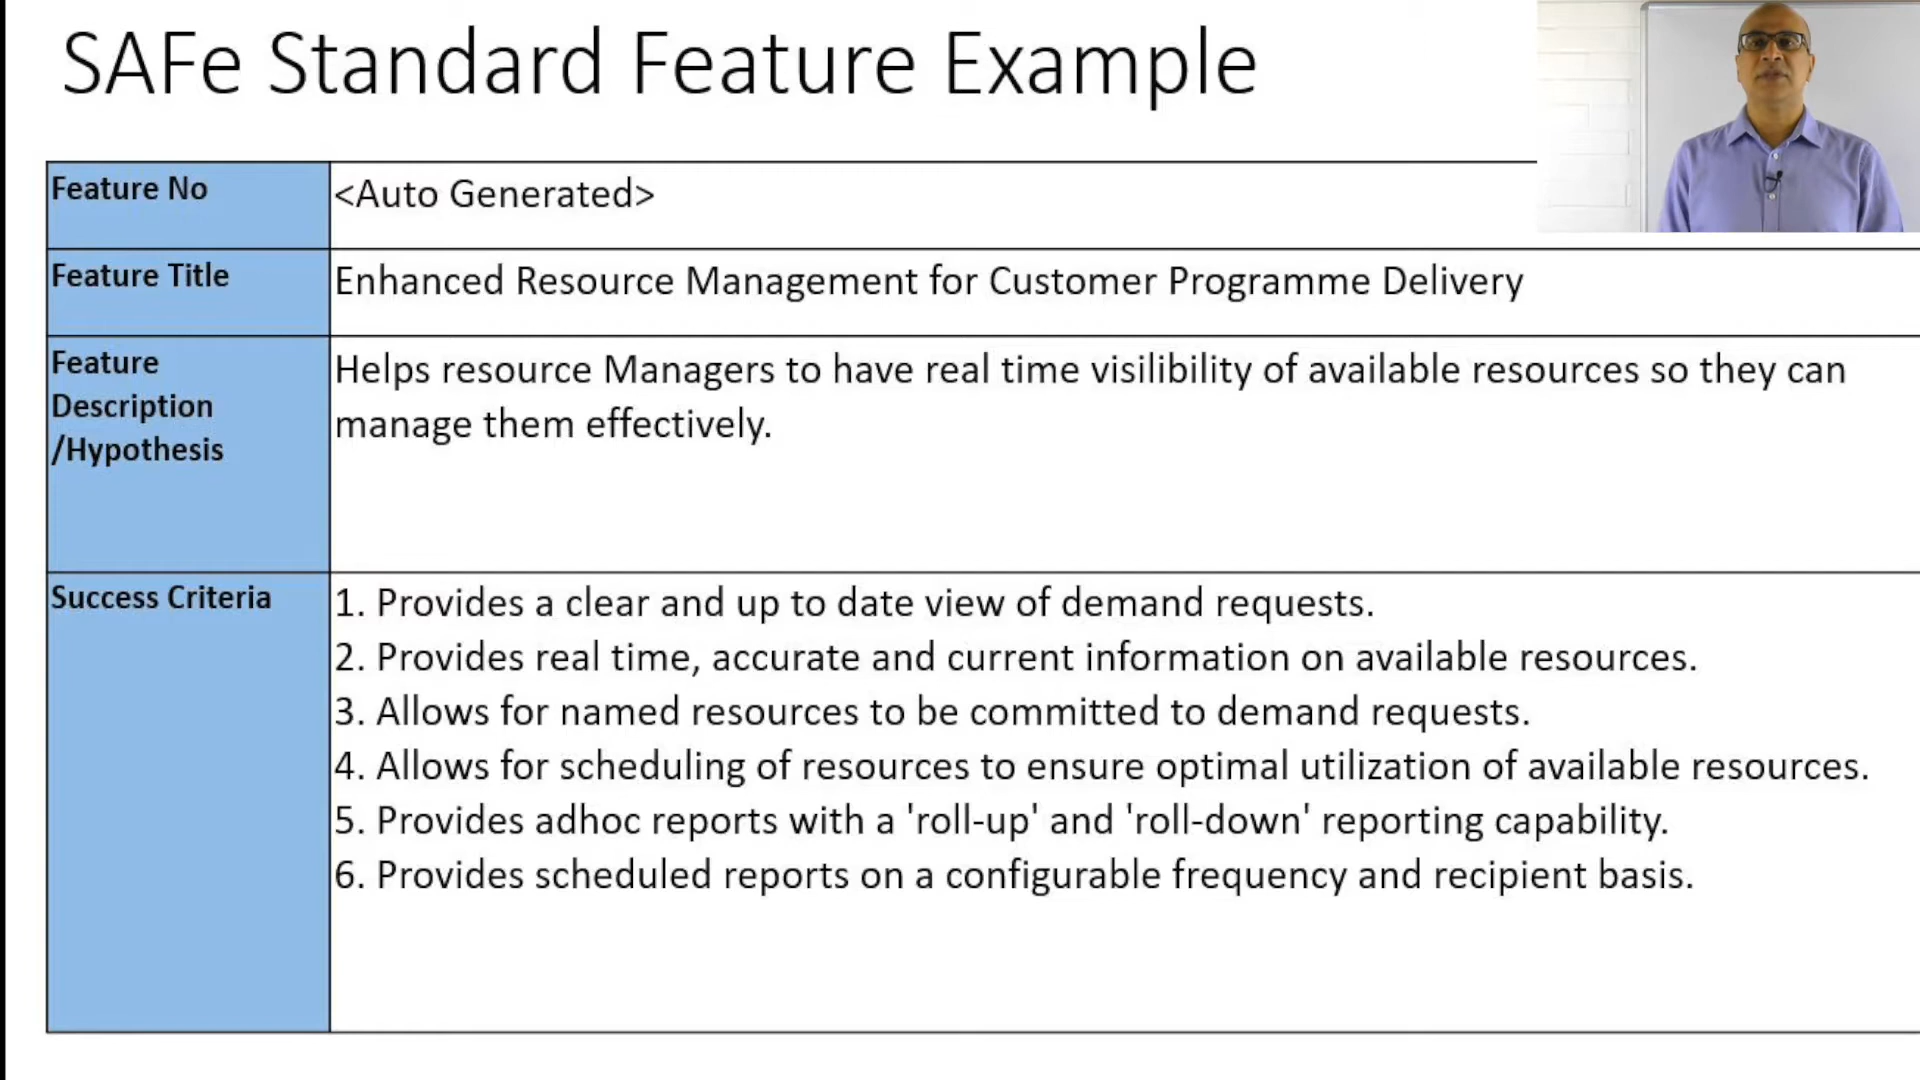 SAFe Standard Feature Example
Feature No
<Auto Generated>
Feature Title
Enhanced Resource Management for Customer Programme Delivery
Feature
Description
/Hypothesis
Helps resource Managers to have real time visilibility of available resources so they can
manage them effectively.
Success Criteria
1. Provides a clear and up to date view of demand requests.
2. Provides real time, accurate and current information on available resources.
3. Allows for named resources to be committed to demand requests.
4. Allows for scheduling of resources to ensure optimal utilization of available resources.
5. Provides adhoc reports with a 'roll-up' and 'roll-down' reporting capability.
6. Provides scheduled reports on a configurable frequency and recipient basis.